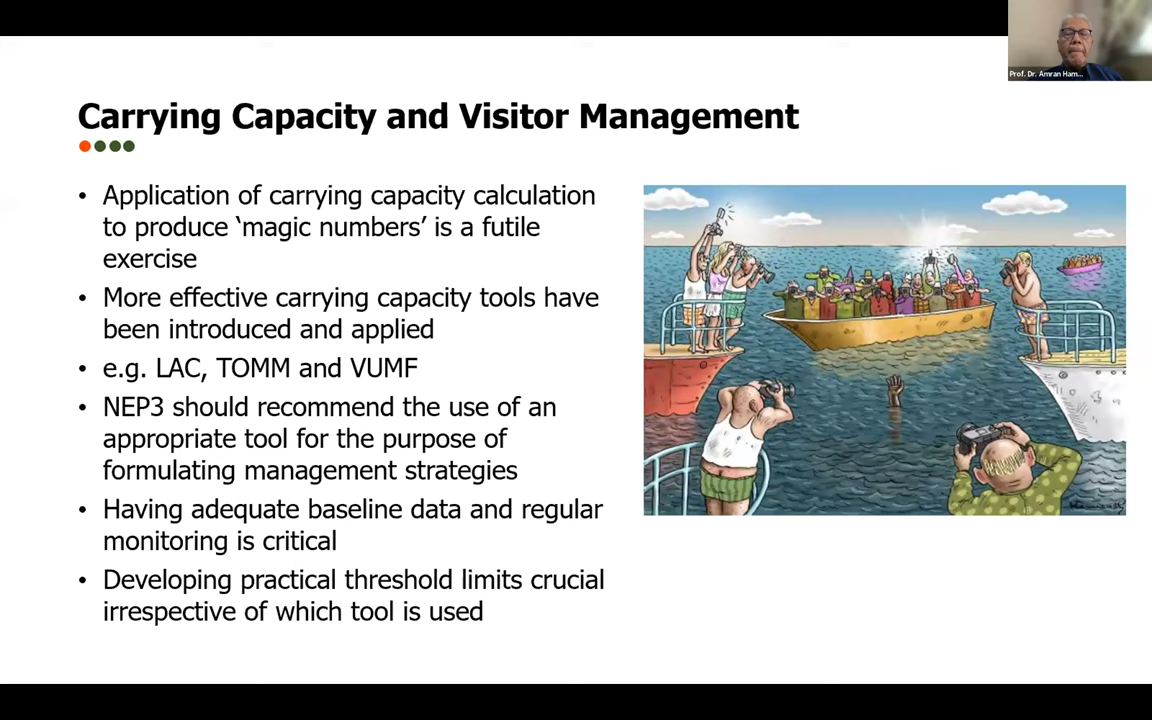 Prof. Dr. Amran Ham...
Carrying Capacity and Visitor Management
• Application of carrying capacity calculation
to produce ‘magic numbers’ is a futile
exercise
• More effective carrying capacity tools have
been introduced and applied
• e.g. LAC, TOMM and VUMF
• NEP3 should recommend the use of an
appropriate tool for the purpose of
formulating management strategies
• Having adequate baseline data and regular
monitoring is critical
• Developing practical threshold limits crucial
irrespective of which tool is used